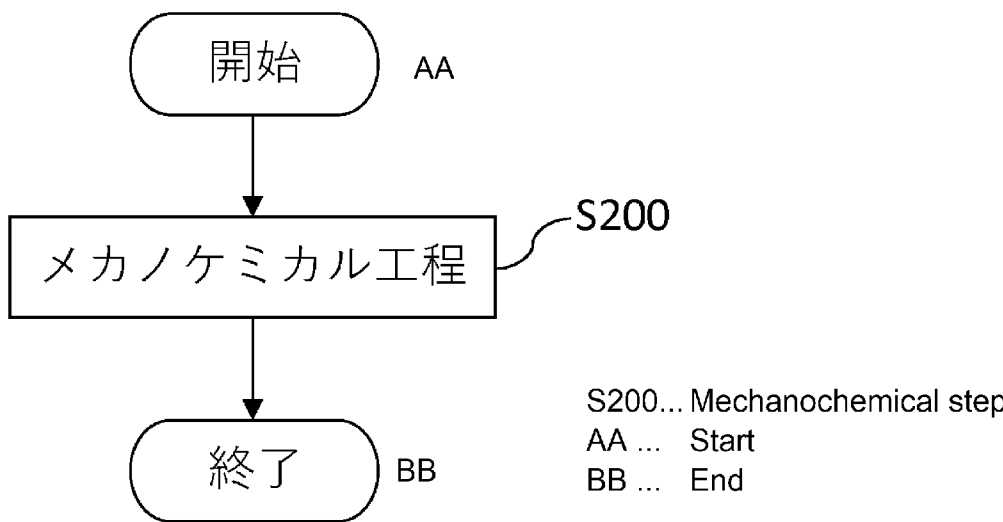 開始 AA
S200
メカノケミカル工程
終了 BB
S200... Mechanochemical step
AA ... Start
BB ... End